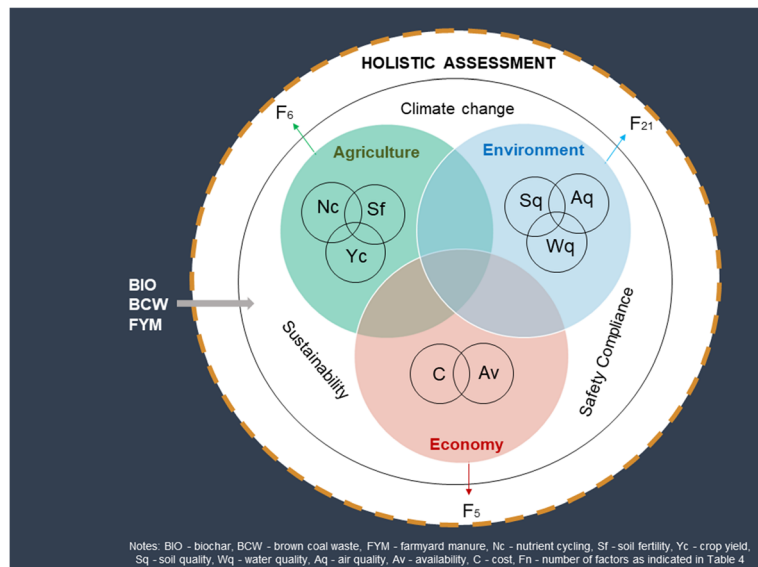 HOLISTIC ASSESSMENT
Climate change
F6
F21
Agriculture
Environment
Nc
Sf
Yc
Sq
Aq
Wq
BIO
BCW
FYM
Sustainability
Safety Compliance
C
Av
Economy
F5
Notes: BIO - biochar, BCW - brown coal waste, FYM - farmyard manure, Nc - nutrient cycling, Sf - soil fertility, Yc - crop yield,
Sq - soil quality, Wq - water quality, Aq - air quality, Av - availability, C - cost, Fn - number of factors as indicated in Table 4